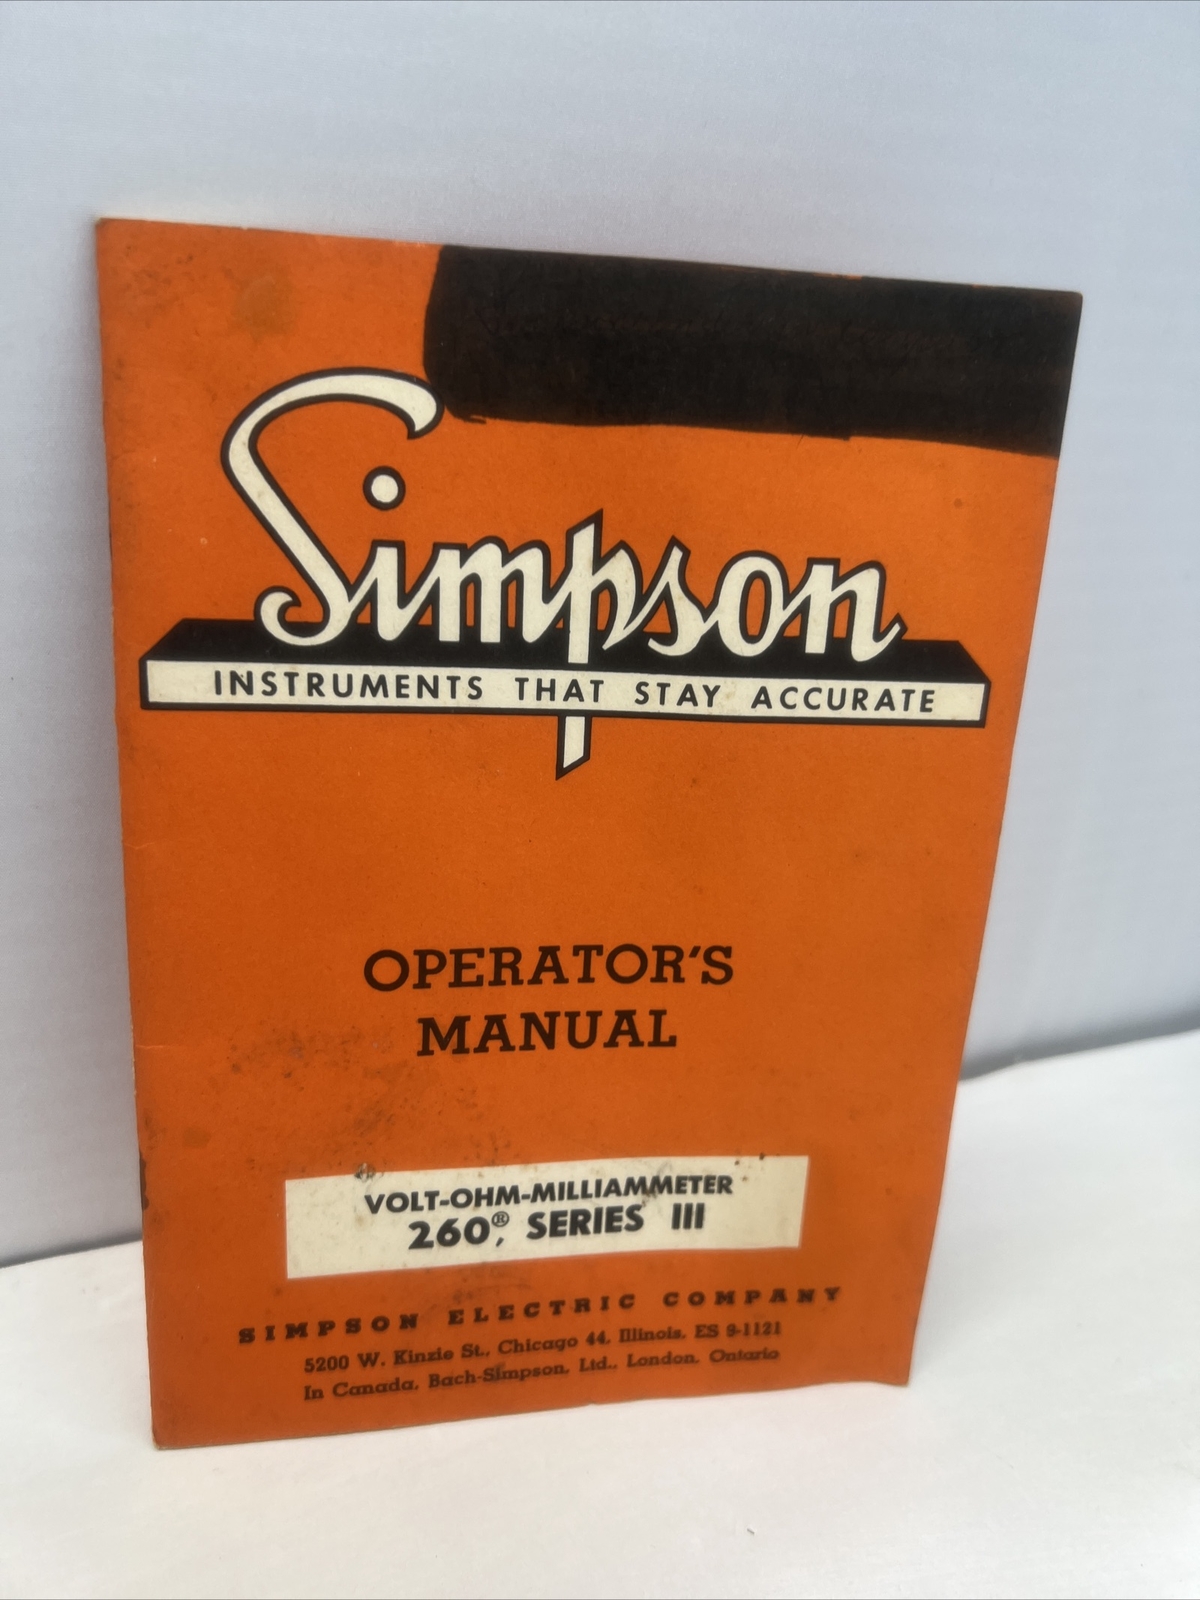 Simpson
INSTRUMENTS THAT STAY ACCURATE
OPERATOR'S
MANUAL
VOLT-OHM-MILLIAMMETER
260®, SERIES III
SIMPSON ELECTRIC COMPANY
5200 W. Kinzie St., Chicago 44, Illinois, ES 9-1121
In Canada, Bach-Simpson, Ltd., London, Ontario